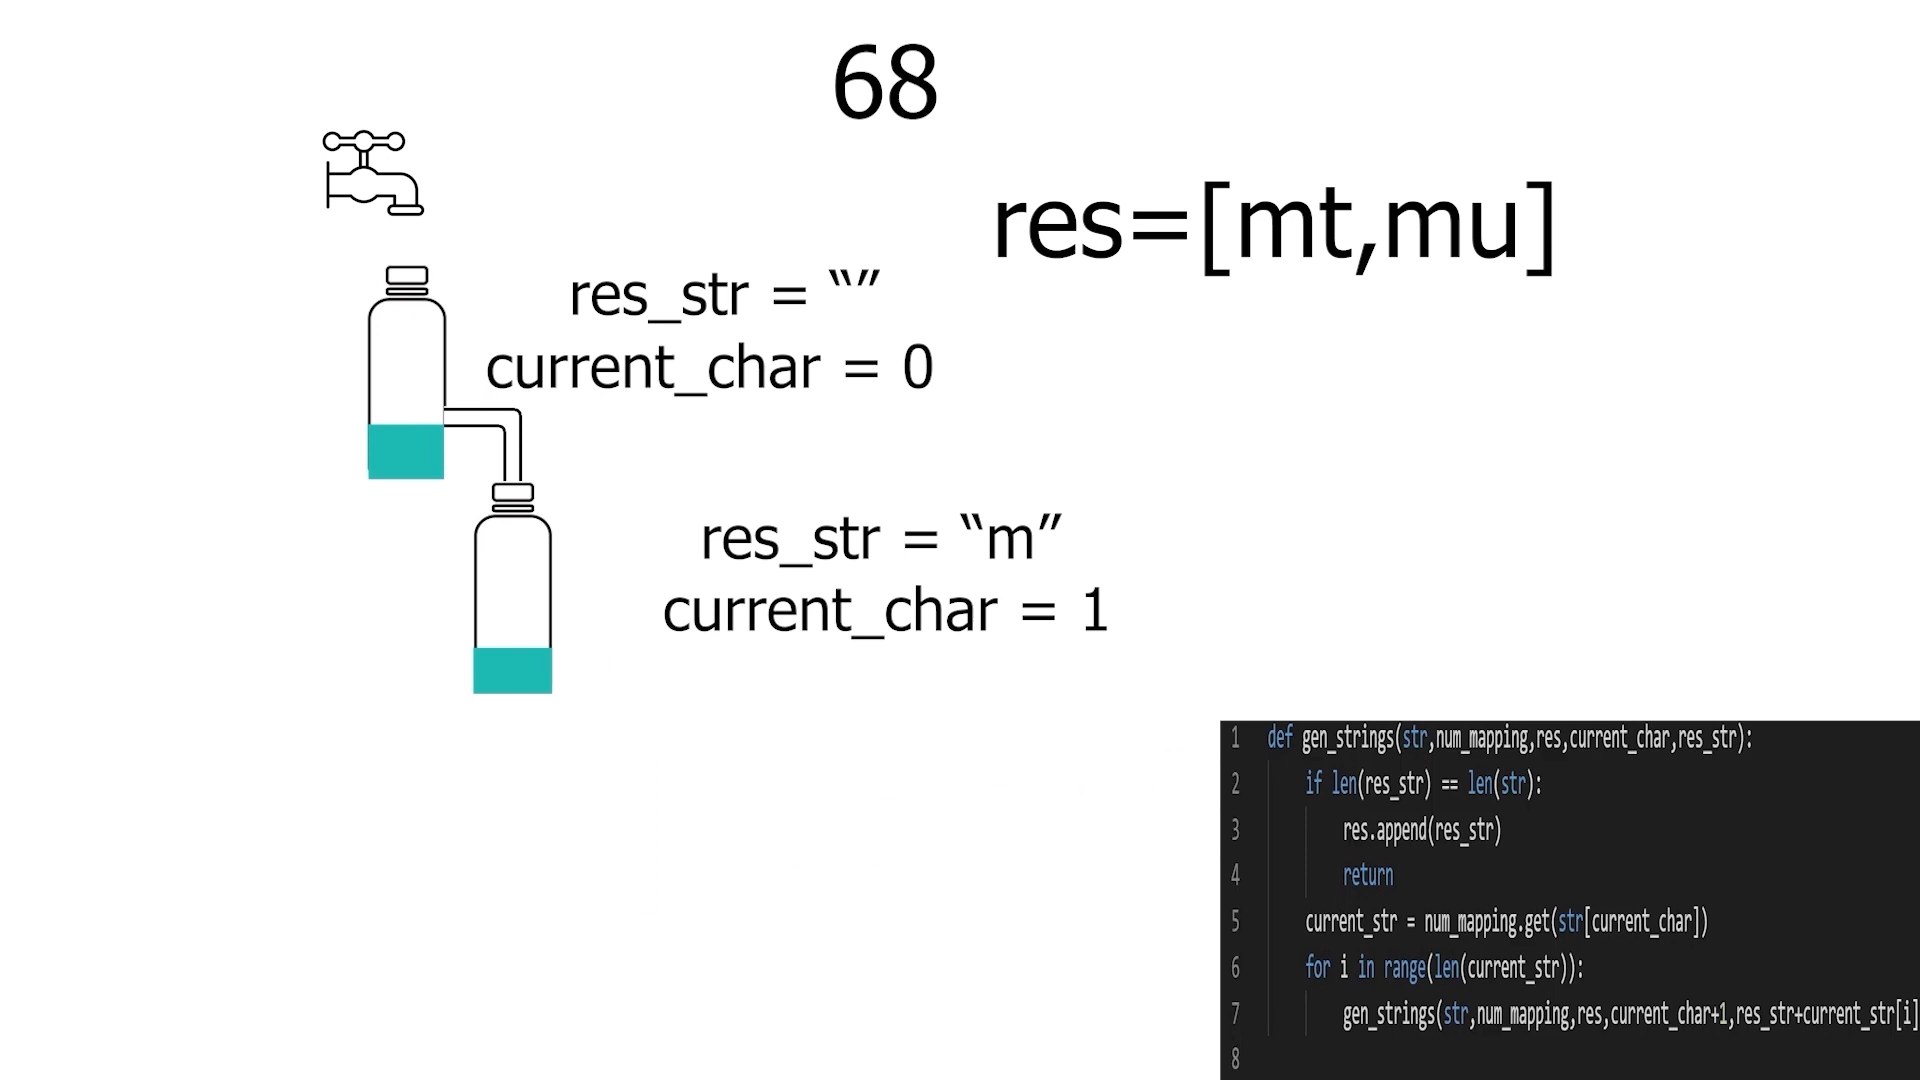 68
res=[mt,mu]
res_str = “”
current_char = 0
res_str = “m”
current_char = 1
1 def gen_strings(str,num_mapping,res,current_char,res_str):
2 if len(res_str) == len(str):
3 res.append(res_str)
4 return
5 current_str = num_mapping.get(str[current_char])
6 for i in range(len(current_str)):
7 gen_strings(str,num_mapping,res,current_char+1,res_str+current_str[i]
8